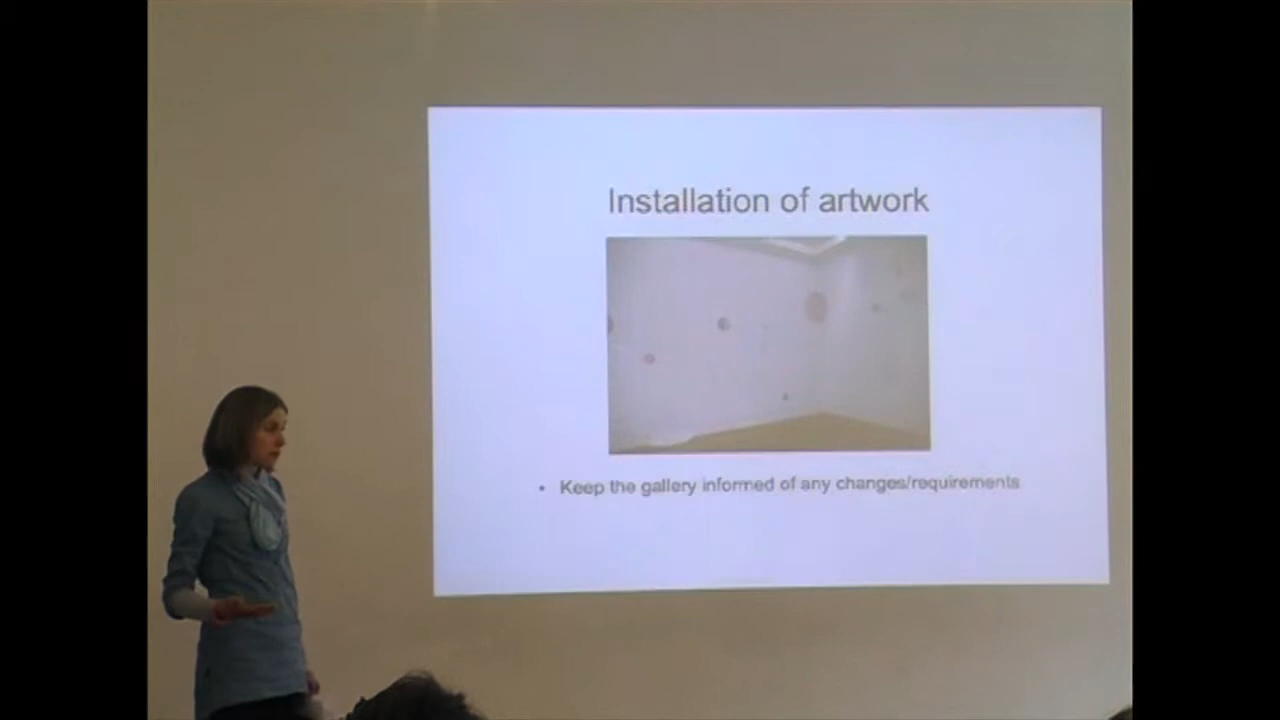 Installation of artwork
• Keep the gallery informed of any changes/requirements